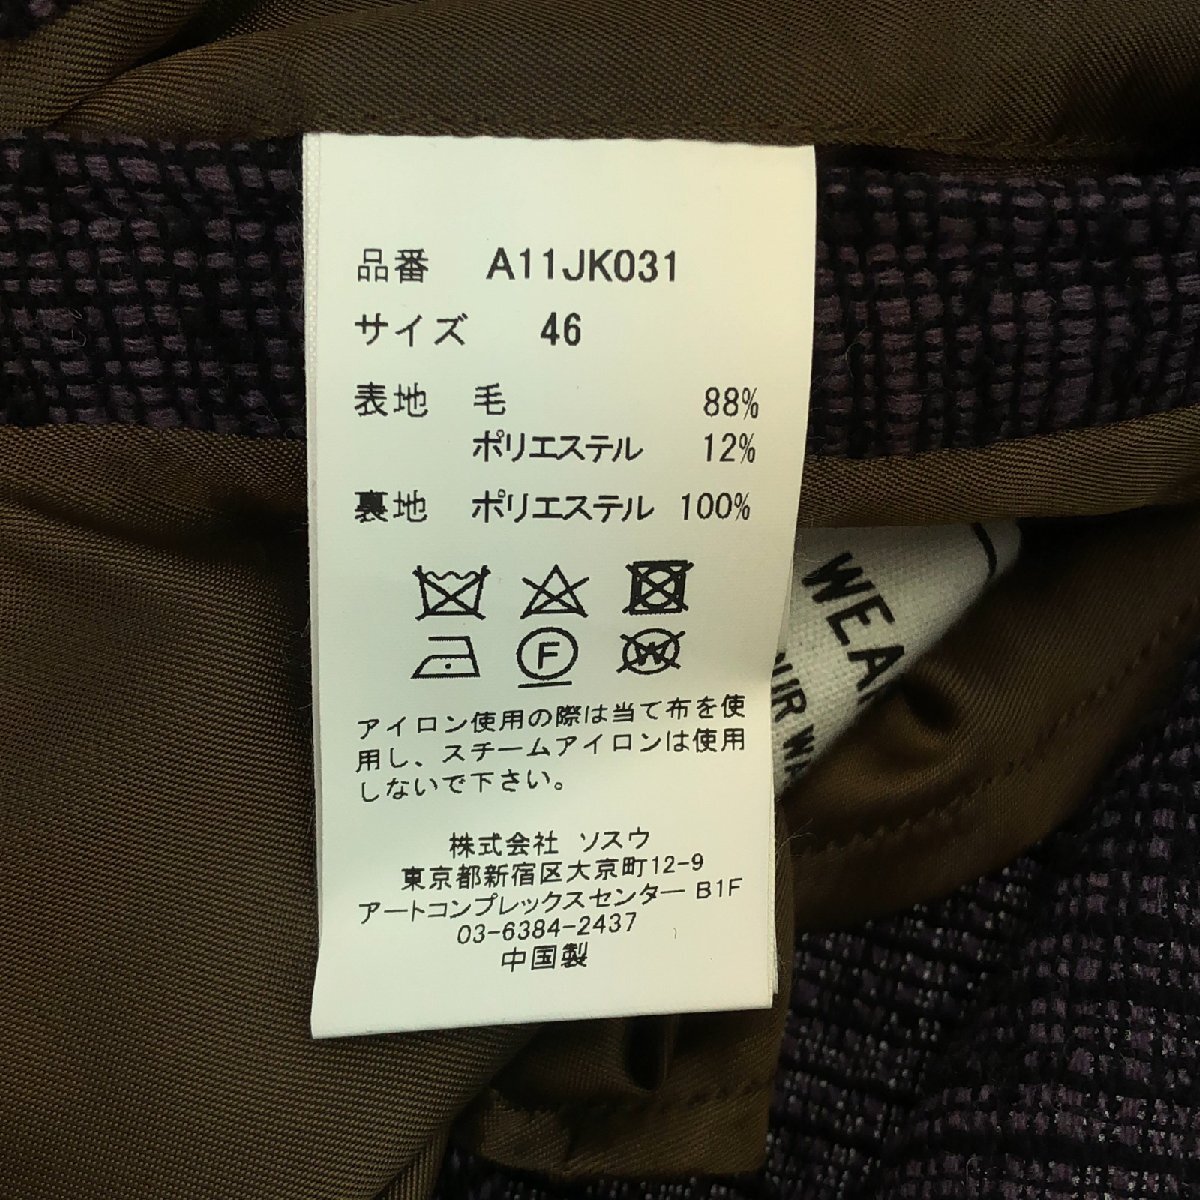 品番 A11JK031
サイズ 46
表地 毛 88%
ポリエステル 12%
裏地 ポリエステル 100%
F
W
アイロン使用の際は当て布を使
用し、スチームアイロンは使用
しないで下さい。
株式会社 ソスウ
東京都新宿区大京町12-9
アートコンプレックスセンター B1F
03-6384-2437
中国製